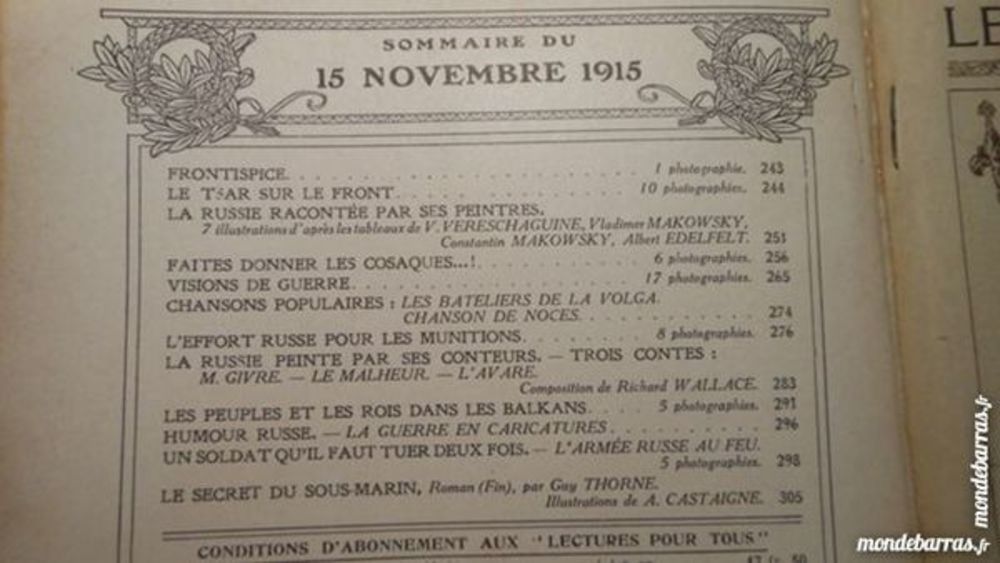 SOMMAIRE DU
15 NOVEMBRE 1915
FRONTISPICE. 1 photographie. 243
LE TSAR SUR LE FRONT. 10 photographies. 244
LA RUSSIE RACONTÉE PAR SES PEINTRES.
7 illustrations d'après les tableaux de V. VERESCHAGUINE, Vladimer MAKOWSKY,
Constantin MAKOWSKY, Albert EDELFELT. 251
FAITES DONNER LES COSAQUES...! 6 photographies. 256
VISIONS DE GUERRE. 17 photographies. 265
CHANSONS POPULAIRES : LES BATELIERS DE LA VOLGA.
CHANSON DE NOCES. 274
L'EFFORT RUSSE POUR LES MUNITIONS. 8 photographies. 276
LA RUSSIE PEINTE PAR SES CONTEURS. — TROIS CONTES :
M. GIVRE. — LE MALHEUR. — L'AVARE.
Composition de Richard WALLACE. 283
LES PEUPLES ET LES ROIS DANS LES BALKANS. 5 photographies. 291
HUMOUR RUSSE. — LA GUERRE EN CARICATURES 296
UN SOLDAT QU'IL FAUT TUER DEUX FOIS. — L'ARMÉE RUSSE AU FEU.
5 photographies. 298
LE SECRET DU SOUS-MARIN, Roman (Fin), par Guy THORNE.
Illustrations de A. CASTAIGNE. 305
CONDITIONS D'ABONNEMENT AUX "LECTURES POUR TOUS"
LE
mondebarras.fr
mondebarras.fr